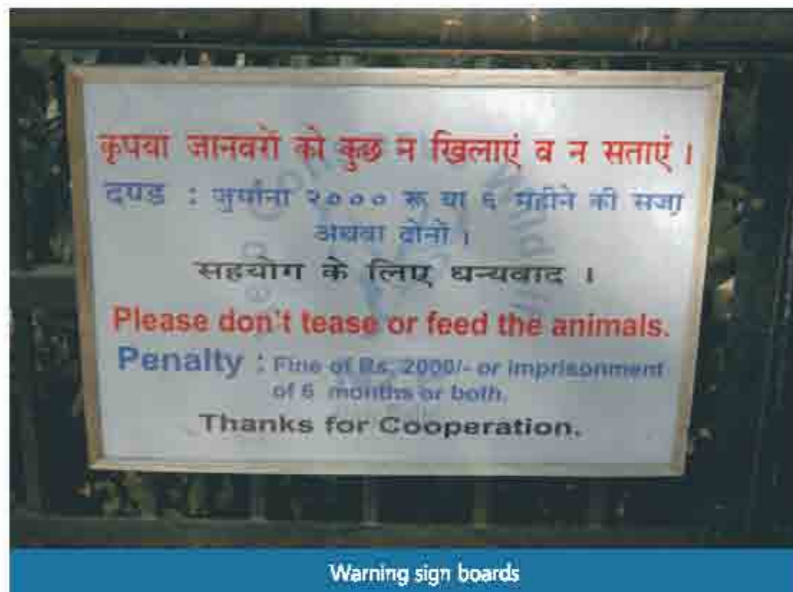 कृपया जानवरों को कुछ न खिलाएं व न सताएं ।
दण्ड : जुर्माना २००० रू या ६ महीने की सजा
अथवा दोनों ।
सहयोग के लिए धन्यवाद ।
Please don't tease or feed the animals.
Penalty : Fine of Rs. 2000/- or imprisonment
of 6 months or both.
Thanks for Cooperation.
Warning sign boards